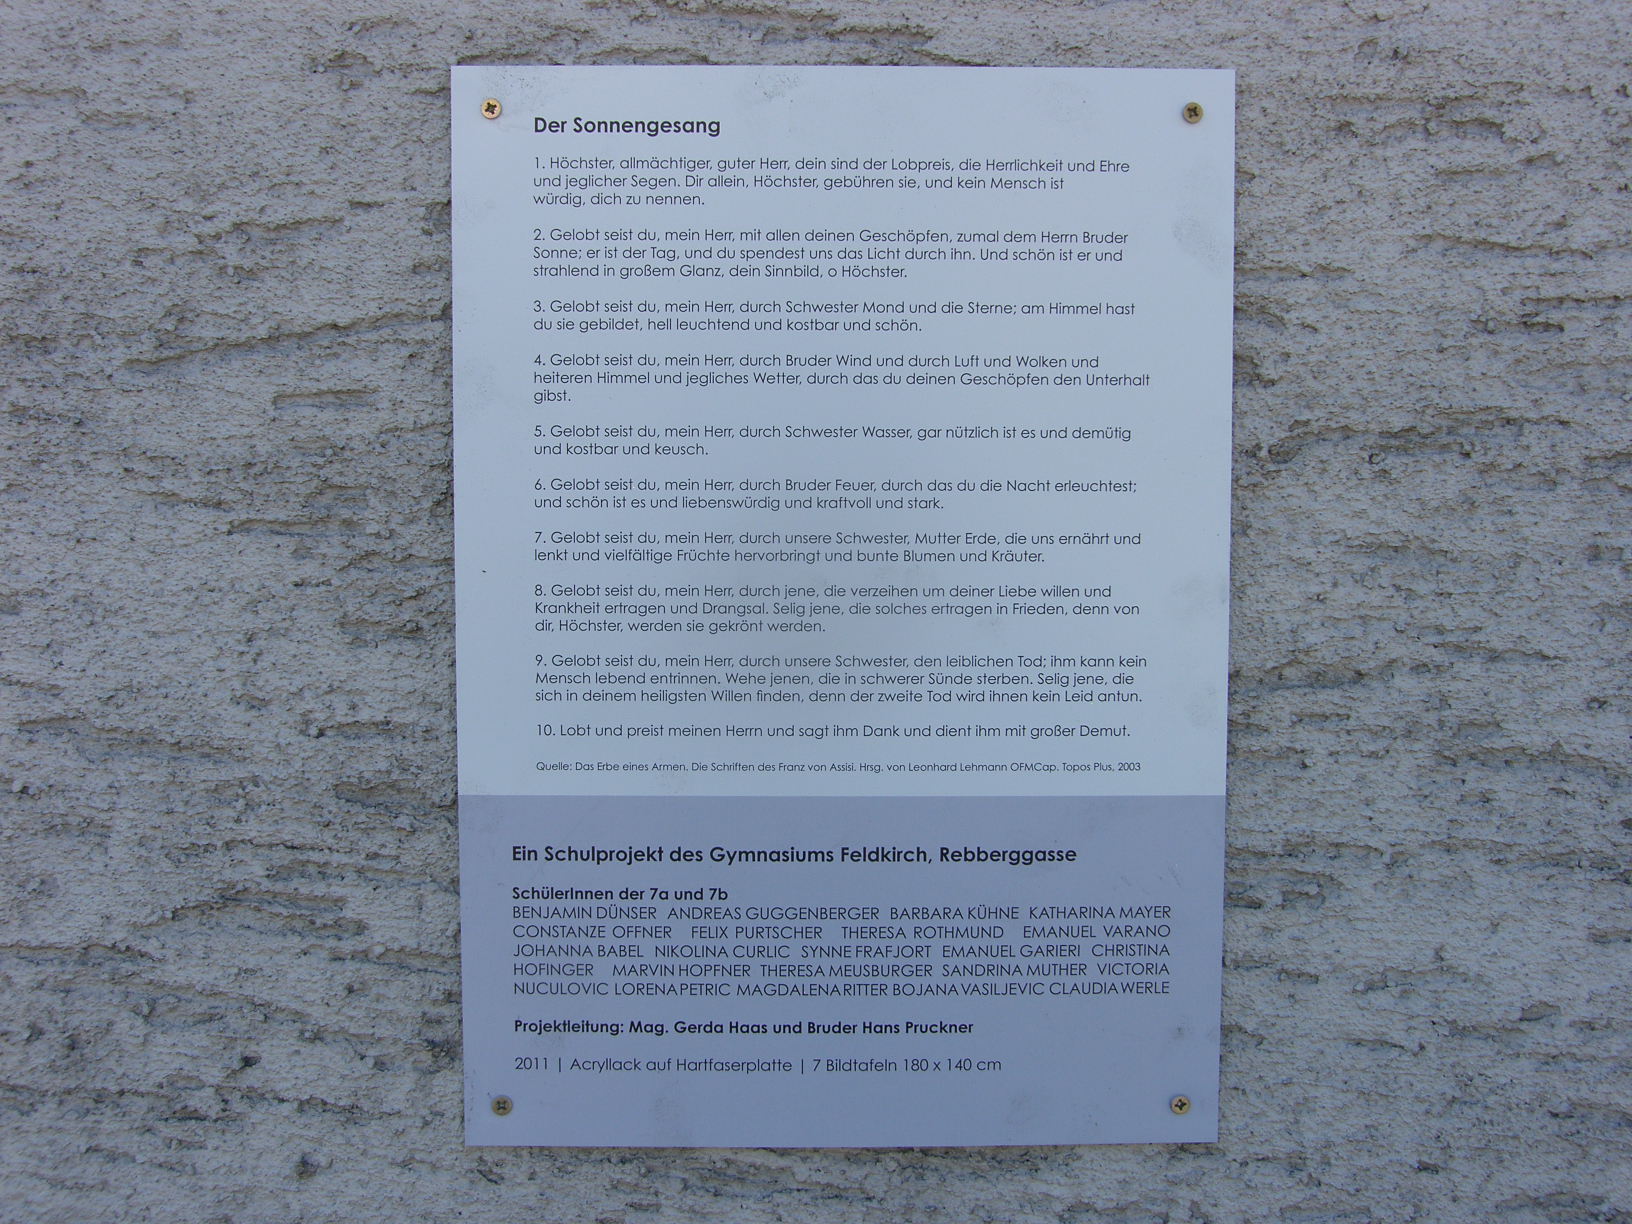 Der Sonnengesang
1. Höchster, allmächtiger, guter Herr, dein sind der Lobpreis, die Herrlichkeit und Ehre
und jeglicher Segen. Dir allein, Höchster, gebühren sie, und kein Mensch ist
würdig, dich zu nennen.
2. Gelobt seist du, mein Herr, mit allen deinen Geschöpfen, zumal dem Herrn Bruder
Sonne; er ist der Tag, und du spendest uns das Licht durch ihn. Und schön ist er und
strahlend in großem Glanz, dein Sinnbild, o Höchster.
3. Gelobt seist du, mein Herr, durch Schwester Mond und die Sterne; am Himmel hast
du sie gebildet, hell leuchtend und kostbar und schön.
4. Gelobt seist du, mein Herr, durch Bruder Wind und durch Luft und Wolken und
heiteren Himmel und jegliches Wetter, durch das du deinen Geschöpfen den Unterhalt
gibst.
5. Gelobt seist du, mein Herr, durch Schwester Wasser, gar nützlich ist es und demütig
und kostbar und keusch.
6. Gelobt seist du, mein Herr, durch Bruder Feuer, durch das du die Nacht erleuchtest;
und schön ist es und liebenswürdig und kraftvoll und stark.
7. Gelobt seist du, mein Herr, durch unsere Schwester, Mutter Erde, die uns ernährt und
lenkt und vielfältige Früchte hervorbringt und bunte Blumen und Kräuter.
8. Gelobt seist du, mein Herr, durch jene, die verzeihen um deiner Liebe willen und
Krankheit ertragen und Drangsal. Selig jene, die solches ertragen in Frieden, denn von
dir, Höchster, werden sie gekrönt werden.
9. Gelobt seist du, mein Herr, durch unsere Schwester, den leiblichen Tod; ihm kann kein
Mensch lebend entrinnen. Wehe jenen, die in schwerer Sünde sterben. Selig jene, die
sich in deinem heiligsten Willen finden, denn der zweite Tod wird ihnen kein Leid antun.
10. Lobt und preist meinen Herrn und sagt ihm Dank und dient ihm mit großer Demut.
Quelle: Das Erbe eines Armen. Die Schriften des Franz von Assisi. Hrsg. von Leonhard Lehmann OFMCap. Topos Plus, 2003
Ein Schulprojekt des Gymnasiums Feldkirch, Rebberggasse
SchülerInnen der 7a und 7b
BENJAMIN DÜNSER ANDREAS GUGGENBERGER BARBARA KÜHNE KATHARINA MAYER
CONSTANZE OFFNER FELIX PURTSCHER THERESA ROTHMUND EMANUEL VARANO
JOHANNA BABEL NIKOLINA CURLIC SYNNE FRAFJORT EMANUEL GARIERI CHRISTINA
HOFINGER MARVIN HOPFNER THERESA MEUSBURGER SANDRINA MUTHER VICTORIA
NUCULOVIC LORENA PETRIC MAGDALENA RITTER BOJANA VASILJEVIC CLAUDIA WERLE
Projektleitung: Mag. Gerda Haas und Bruder Hans Pruckner
2011 | Acryllack auf Hartfaserplatte | 7 Bildtafeln 180 x 140 cm